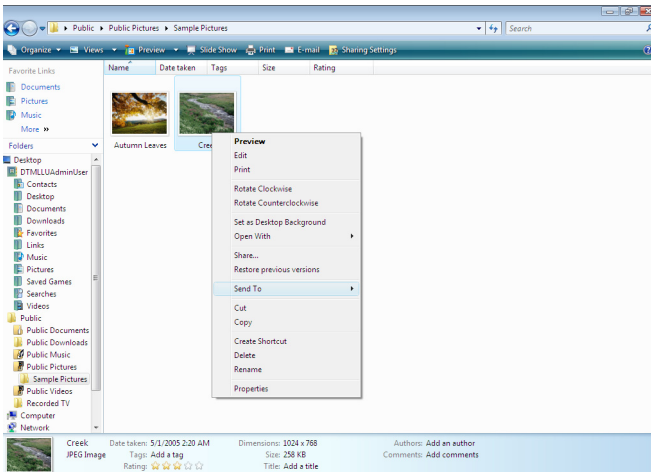 Public ▸ Public Pictures ▸ Sample Pictures
Search
Organize Views Preview Slide Show Print E-mail Sharing Settings
Favorite Links
Documents
Pictures
Music
More »
Folders
Desktop
DTMLLUAdminUser
Contacts
Desktop
Documents
Downloads
Favorites
Links
Music
Pictures
Saved Games
Searches
Videos
Public
Public Documents
Public Downloads
Public Music
Public Pictures
Sample Pictures
Public Videos
Recorded TV
Computer
Network
Name Date taken Tags Size Rating
Autumn Leaves
Preview
Edit
Print
Rotate Clockwise
Rotate Counterclockwise
Set as Desktop Background
Open With
Share...
Restore previous versions
Send To
Cut
Copy
Create Shortcut
Delete
Rename
Properties
Creek Date taken: 5/1/2005 2:20 AM Dimensions: 1024 x 768 Authors: Add an author
JPEG Image Tags: Add a tag Size: 258 KB Comments: Add comments
Rating: Title: Add a title